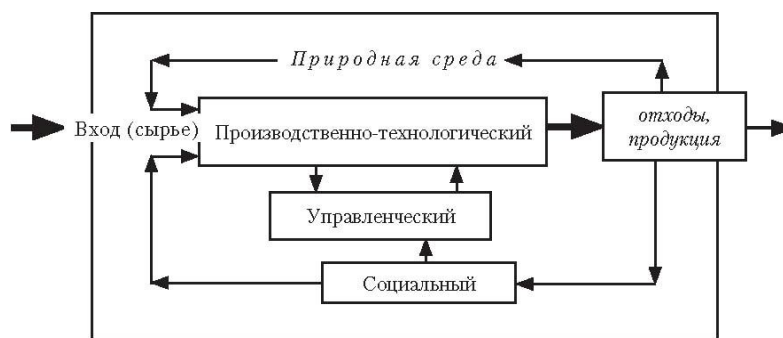 Природная среда
Вход (сырье)
Производственно-технологический
отходы,
продукция
Управленческий
Социальный